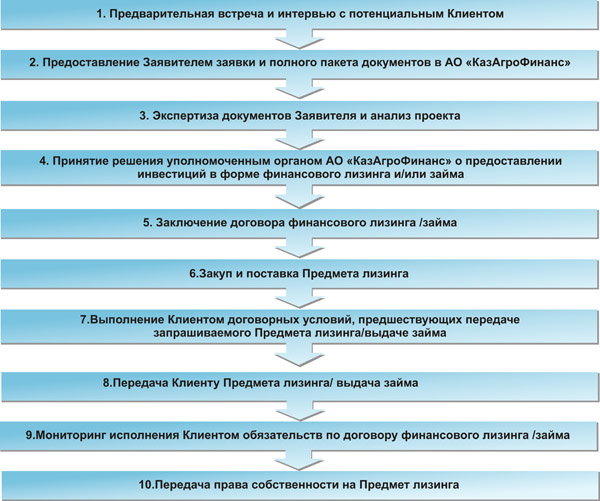 1. Предварительная встреча и интервью с потенциальным Клиентом
2. Предоставление Заявителем заявки и полного пакета документов в АО «КазАгроФинанс»
3. Экспертиза документов Заявителя и анализ проекта
4. Принятие решения уполномоченным органом АО «КазАгроФинанс» о предоставлении
инвестиций в форме финансового лизинга и/или займа
5. Заключение договора финансового лизинга /займа
6.Закуп и поставка Предмета лизинга
7.Выполнение Клиентом договорных условий, предшествующих передаче
запрашиваемого Предмета лизинга/выдаче займа
8.Передача Клиенту Предмета лизинга/ выдача займа
9.Мониторинг исполнения Клиентом обязательств по договору финансового лизинга /займа
10.Передача права собственности на Предмет лизинга